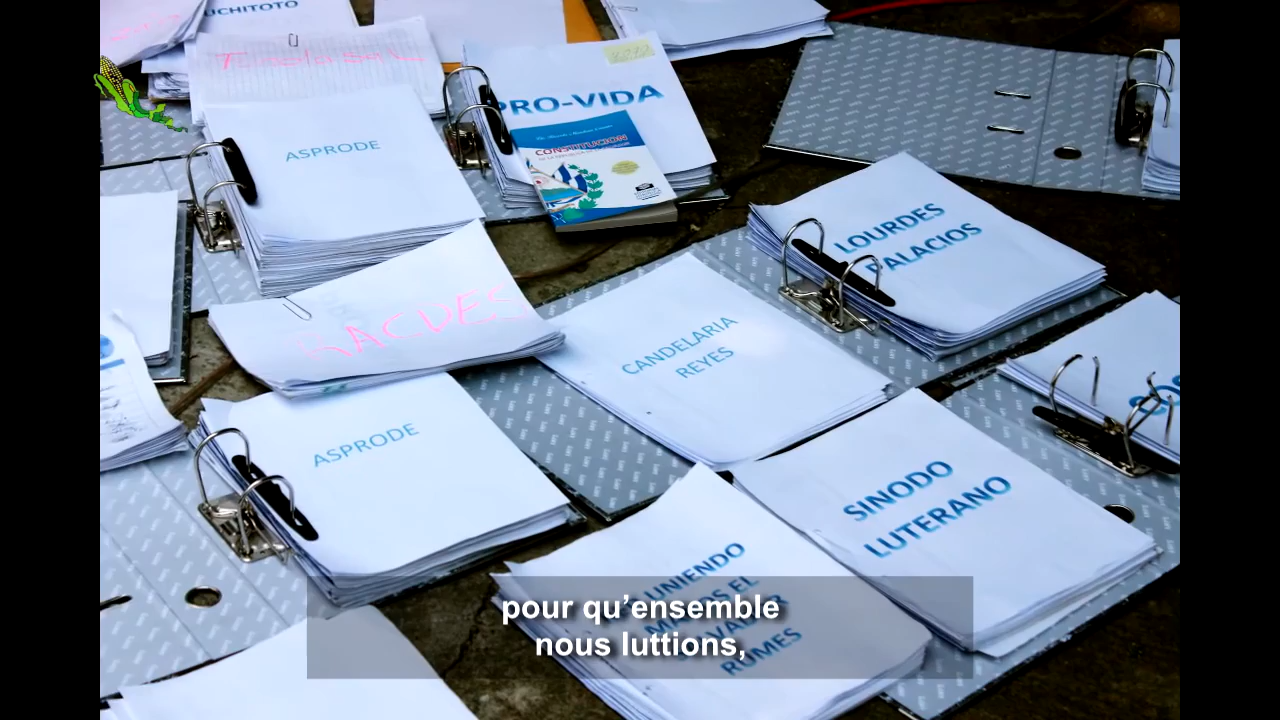 UCHITOTO
ASPRODE
PRO-VIDA
CONSTITUCION
LOURDES
PALACIOS
RACDES
CANDELARIA
REYES
ASPRODE
SINODO
LUTERANO
UNIENDO
EL
RUMES
pour qu’ensemble
nous luttions,